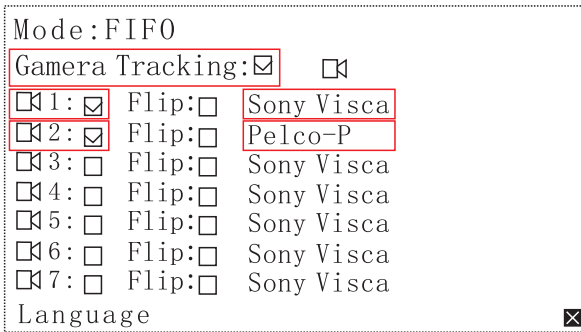 Mode:FIFO
Gamera Tracking:☑
1:☑ Flip:☐ Sony Visca
2:☑ Flip:☐ Pelco-P
3:☐ Flip:☐ Sony Visca
4:☐ Flip:☐ Sony Visca
5:☐ Flip:☐ Sony Visca
6:☐ Flip:☐ Sony Visca
7:☐ Flip:☐ Sony Visca
Language